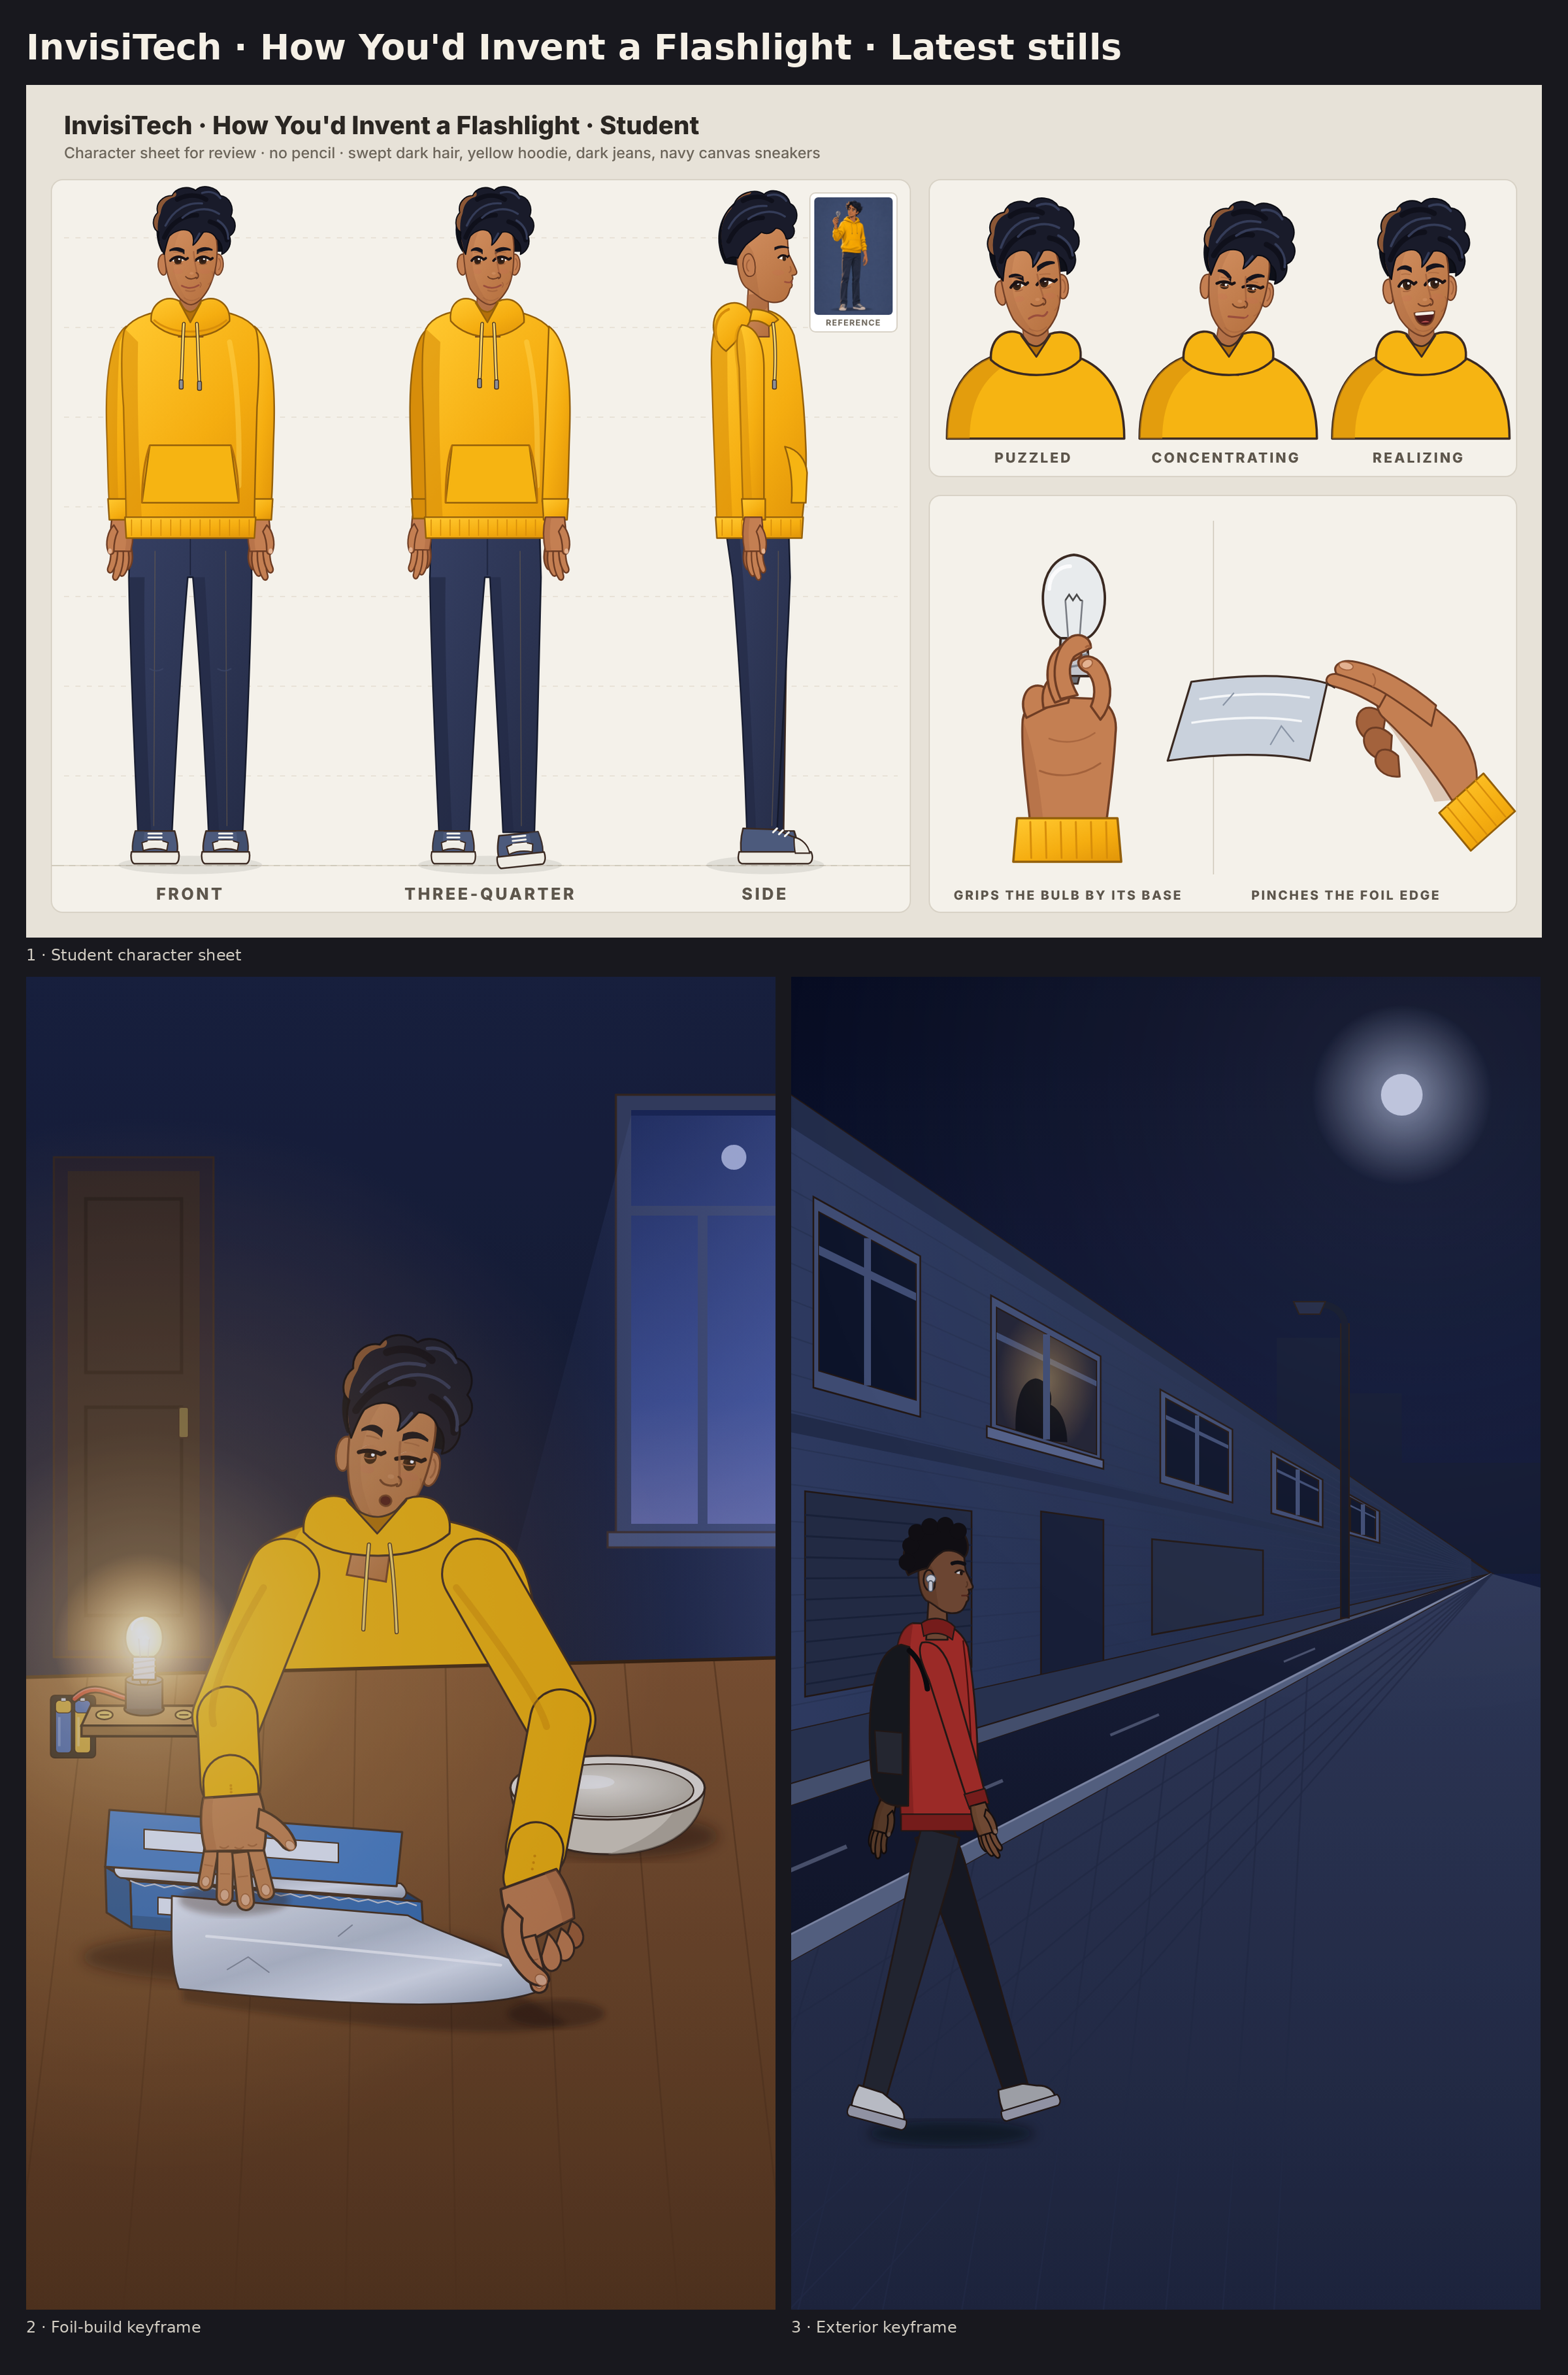 InvisiTech · How You'd Invent a Flashlight · Latest stills
InvisiTech · How You'd Invent a Flashlight · Student
Character sheet for review · no pencil · swept dark hair, yellow hoodie, dark jeans, navy canvas sneakers
REFERENCE
FRONT
THREE-QUARTER
SIDE
PUZZLED
CONCENTRATING
REALIZING
GRIPS THE BULB BY ITS BASE
PINCHES THE FOIL EDGE
1 · Student character sheet
2 · Foil-build keyframe
3 · Exterior keyframe